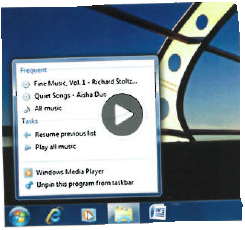 Frequent
Fine Music, Vol. 1 - Richard Stoltz...
Quiet Songs - Aisha Due
All music
Tasks
Resume previous list
Play all music
Windows Media Player
Unpin this program from taskbar